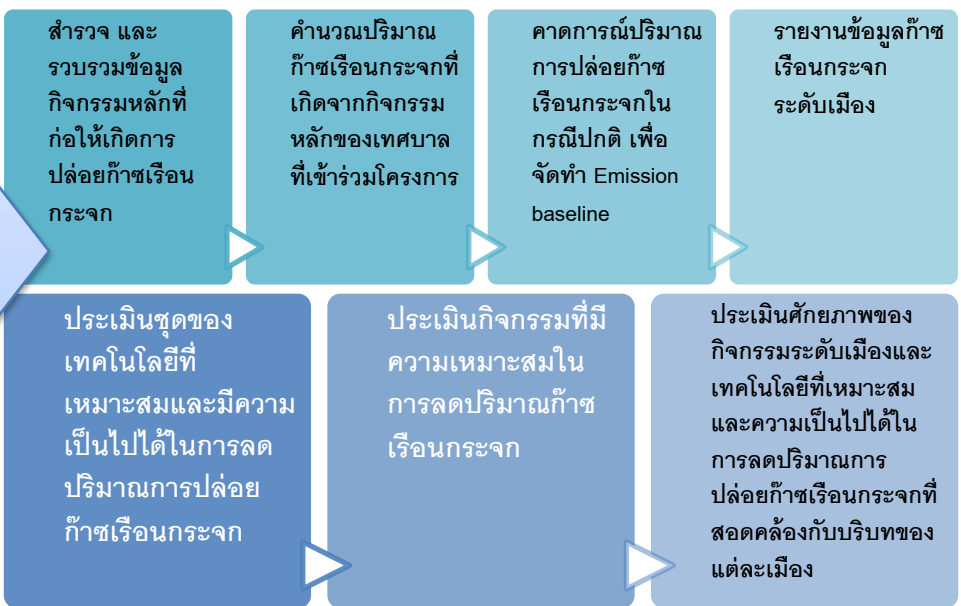 สำรวจ และ
รวบรวมข้อมูล
กิจกรรมหลักที่
ก่อให้เกิดการ
ปล่อยก๊าซเรือน
กระจก
คำนวณปริมาณ
ก๊าซเรือนกระจกที่
เกิดจากกิจกรรม
หลักของเทศบาล
ที่เข้าร่วมโครงการ
คาดการณ์ปริมาณ
การปล่อยก๊าซ
เรือนกระจกใน
กรณีปกติ เพื่อ
จัดทำ Emission
baseline
รายงานข้อมูลก๊าซ
เรือนกระจก
ระดับเมือง
ประเมินชุดของ
เทคโนโลยีที่
เหมาะสมและมีความ
เป็นไปได้ในการลด
ปริมาณการปล่อย
ก๊าซเรือนกระจก
ประเมินกิจกรรมที่มี
ความเหมาะสมใน
การลดปริมาณก๊าซ
เรือนกระจก
ประเมินศักยภาพของ
กิจกรรมระดับเมืองและ
เทคโนโลยีที่เหมาะสม
และความเป็นไปได้ใน
การลดปริมาณการ
ปล่อยก๊าซเรือนกระจกที่
สอดคล้องกับบริบทของ
แต่ละเมือง